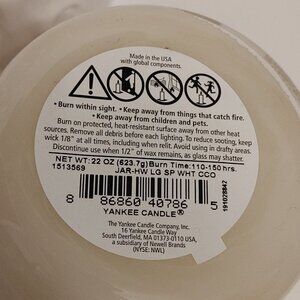 Made in the USA
with global components.
• Burn within sight. • Keep away from things that catch fire.
• Keep away from children and pets.
Burn on protected, heat-resistant surface away from other heat
sources. Remove all debris before each lighting. To reduce sooting, keep
wick 1/8" at all times, including when relit. Avoid using in drafty areas.
Discontinue use when 1/2" of wax remains, as glass may shatter.
NET WT: 22 OZ (623.7g) Burn Time: 110-150 hrs.
1513569
JAR-HW LG SP WHT CCO
8 86860 40786 5
191028842
YANKEE CANDLE®
The Yankee Candle Company, Inc.
16 Yankee Candle Way
South Deerfield, MA 01373-0110 USA
a subsidiary of Newell Brands
(NYSE: NWL)